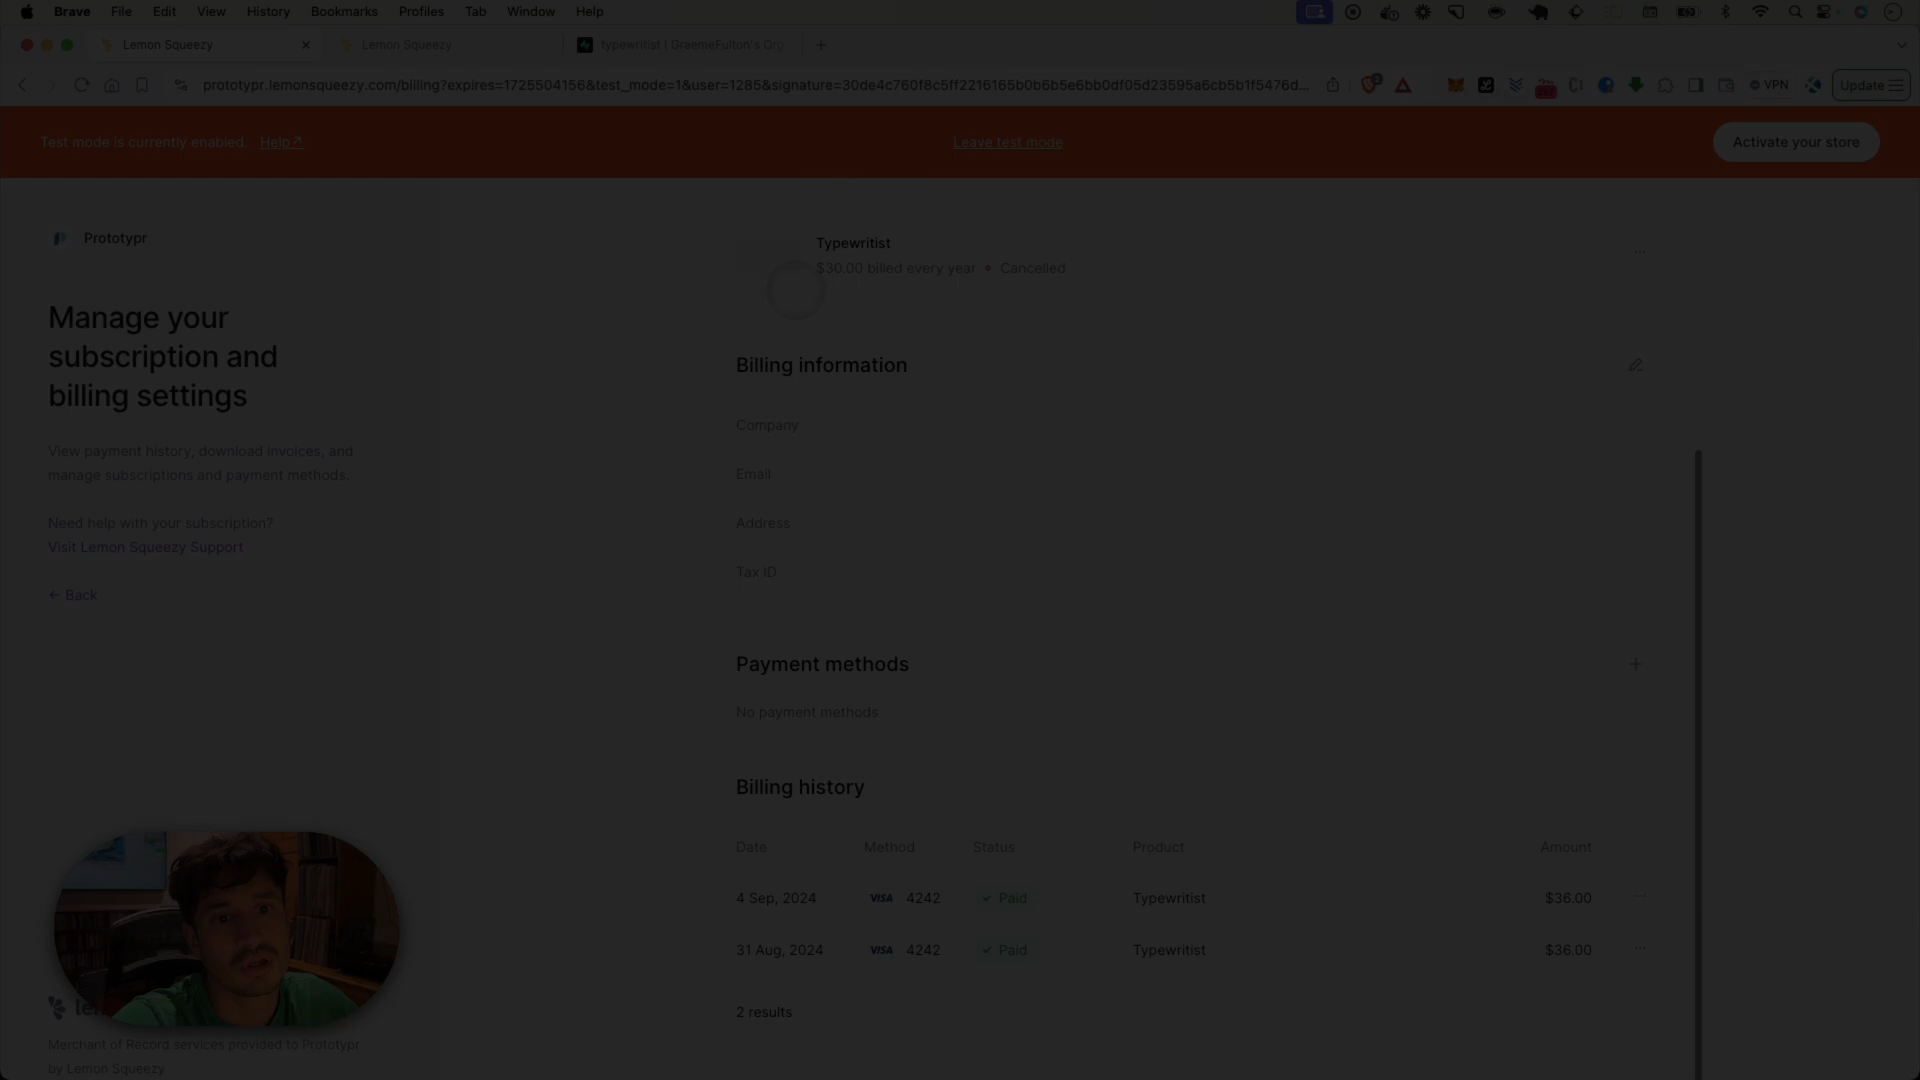 Brave File Edit View History Bookmarks Profiles Tab Window Help
Lemon Squeezy
Lemon Squeezy
typewritist | GraemeFulton's Org
prototypr.lemonsqueezy.com/billing?expires=1725504156&test_mode=1&user=1285&signature=30de4c760f8c5ff2216165b0b6b5e6bb0df05d23595a6cb5b1f5476d...
VPN
Update
Test mode is currently enabled. Help↗
Leave test mode
Activate your store
Prototypr
Manage your
subscription and
billing settings
View payment history, download invoices, and
manage subscriptions and payment methods.
Need help with your subscription?
Visit Lemon Squeezy Support
← Back
Merchant of Record services provided to Prototypr
by Lemon Squeezy
Typewritist
$30.00 billed every year • Cancelled
Billing information
Company
Email
Address
Tax ID
Payment methods
No payment methods
Billing history
Date Method Status Product Amount
4 Sep, 2024 VISA 4242 Paid Typewritist $36.00
31 Aug, 2024 VISA 4242 Paid Typewritist $36.00
2 results